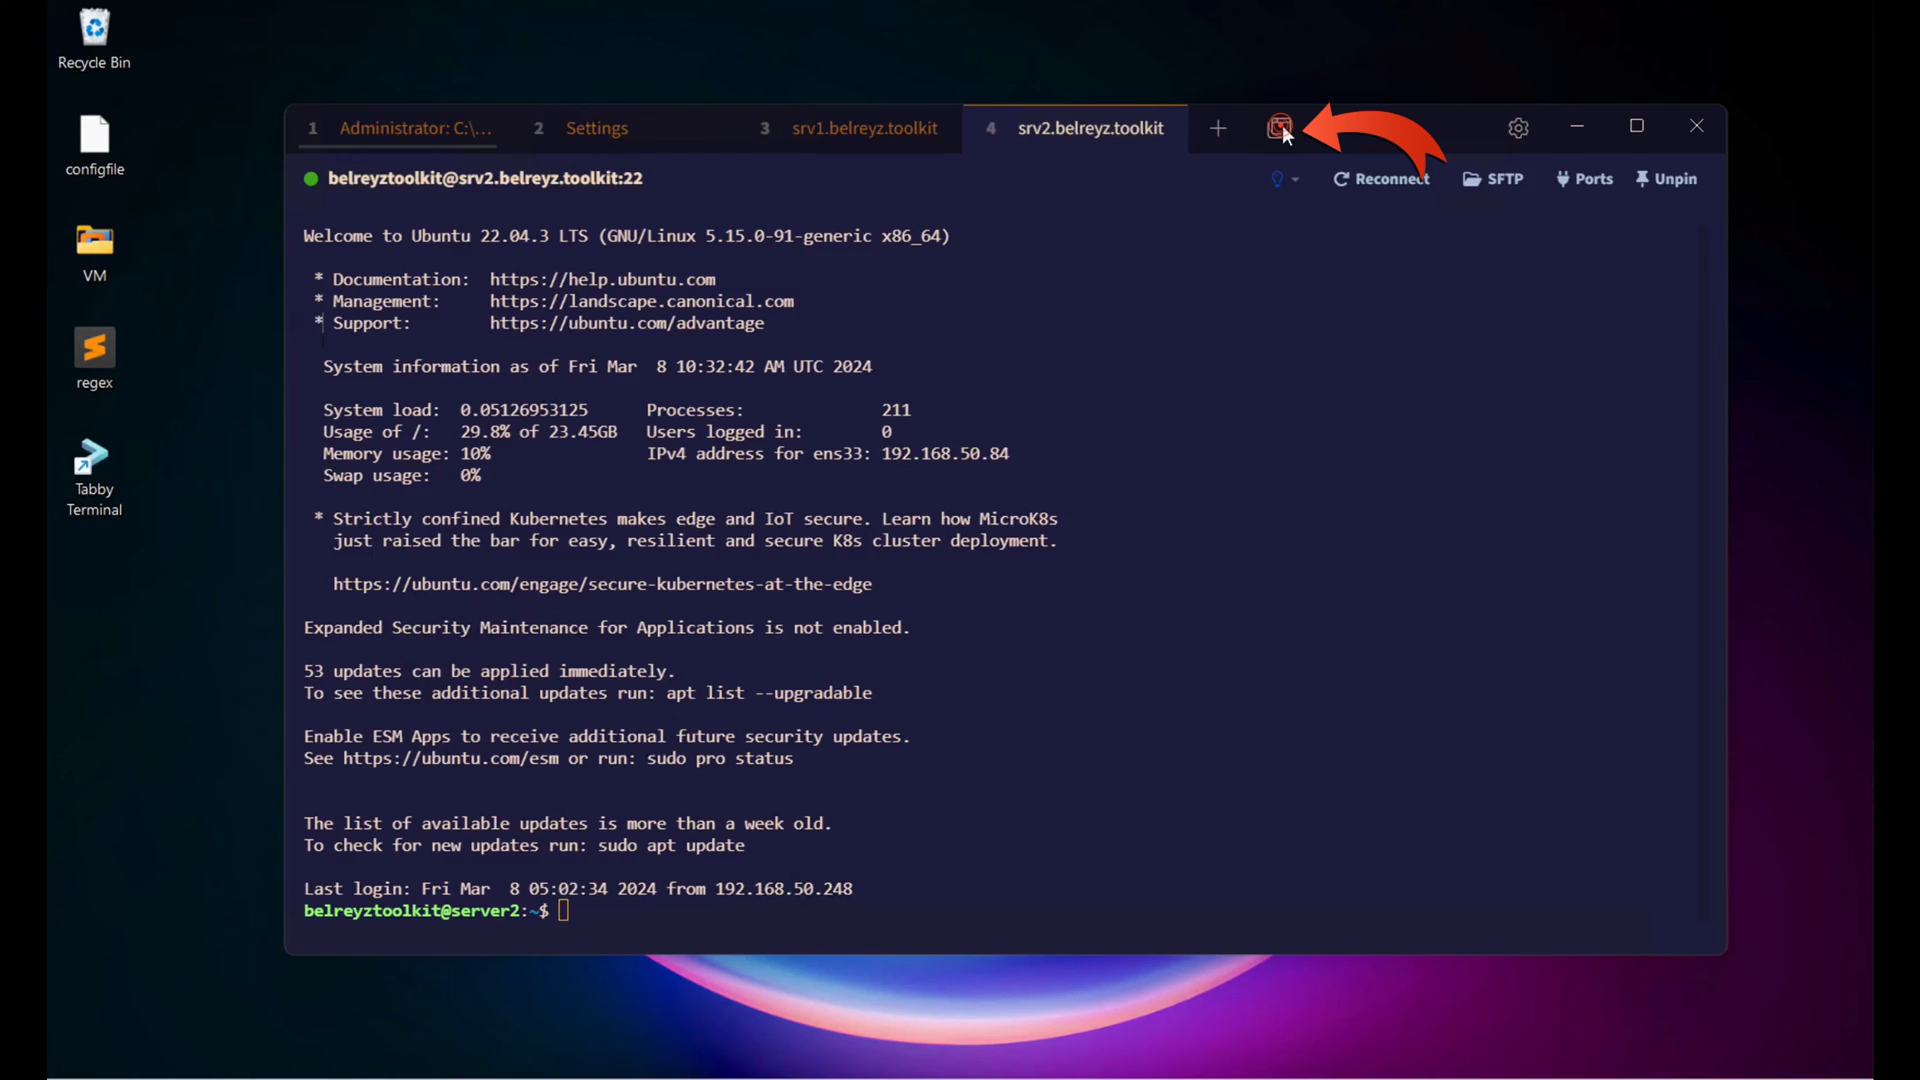 Recycle Bin
configfile
VM
regex
Tabby
Terminal
1 Administrator: C:\... 2 Settings 3 srv1.belreyz.toolkit 4 srv2.belreyz.toolkit
belreyztoolkit@srv2.belreyz.toolkit:22 Reconnect SFTP Ports Unpin
Welcome to Ubuntu 22.04.3 LTS (GNU/Linux 5.15.0-91-generic x86_64)
* Documentation: https://help.ubuntu.com
* Management: https://landscape.canonical.com
* Support: https://ubuntu.com/advantage
System information as of Fri Mar 8 10:32:42 AM UTC 2024
System load: 0.05126953125 Processes: 211
Usage of /: 29.8% of 23.45GB Users logged in: 0
Memory usage: 10% IPv4 address for ens33: 192.168.50.84
Swap usage: 0%
* Strictly confined Kubernetes makes edge and IoT secure. Learn how MicroK8s
just raised the bar for easy, resilient and secure K8s cluster deployment.
https://ubuntu.com/engage/secure-kubernetes-at-the-edge
Expanded Security Maintenance for Applications is not enabled.
53 updates can be applied immediately.
To see these additional updates run: apt list --upgradable
Enable ESM Apps to receive additional future security updates.
See https://ubuntu.com/esm or run: sudo pro status
The list of available updates is more than a week old.
To check for new updates run: sudo apt update
Last login: Fri Mar 8 05:02:34 2024 from 192.168.50.248
belreyztoolkit@server2:~$